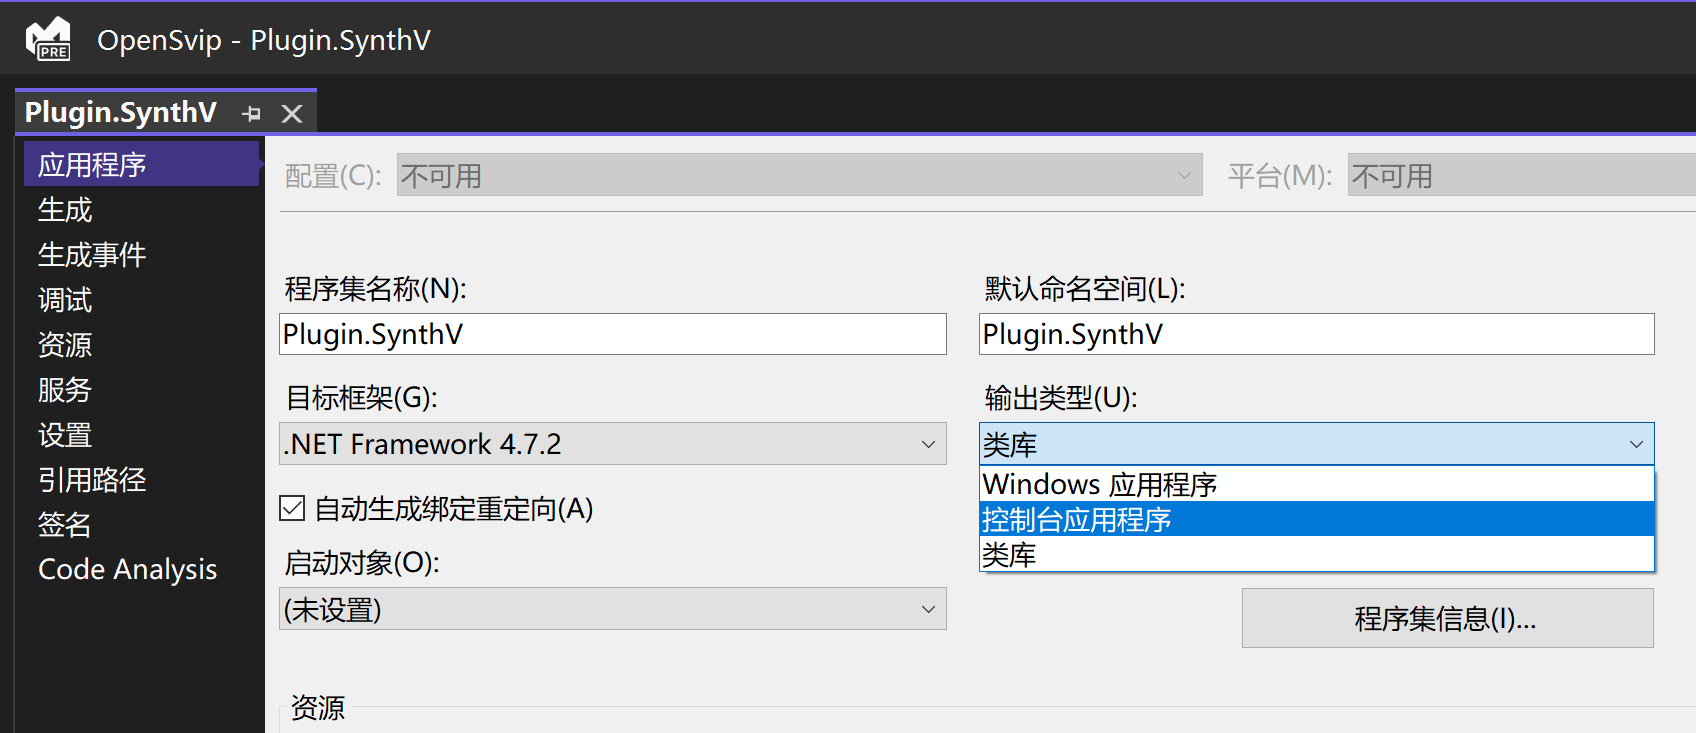 PRE
OpenSvip - Plugin.SynthV
Plugin.SynthV
应用程序
生成
生成事件
调试
资源
服务
设置
引用路径
签名
Code Analysis
配置(C): 不可用 平台(M): 不可用
程序集名称(N): 默认命名空间(L):
Plugin.SynthV Plugin.SynthV
目标框架(G): 输出类型(U):
.NET Framework 4.7.2 类库
Windows 应用程序
自动生成绑定重定向(A) 控制台应用程序
启动对象(O): 类库
(未设置) 程序集信息(I)...
资源